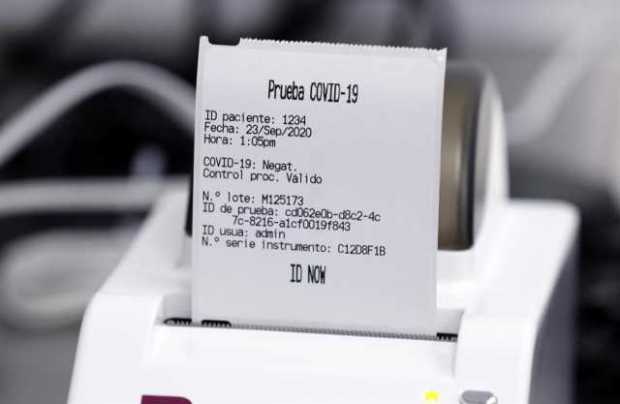 Prueba COVID-19
ID paciente: 1234
Fecha: 23/Sep/2020
Hora: 1:05pm
COVID-19: Negat.
Control proc. Válido
N.º lote: M125173
ID de prueba: cd062e0b-d8c2-4c
7c-8216-a1cf0019f843
ID usua: admin
N.º serie instrumento: C12D8F1B
ID NOW